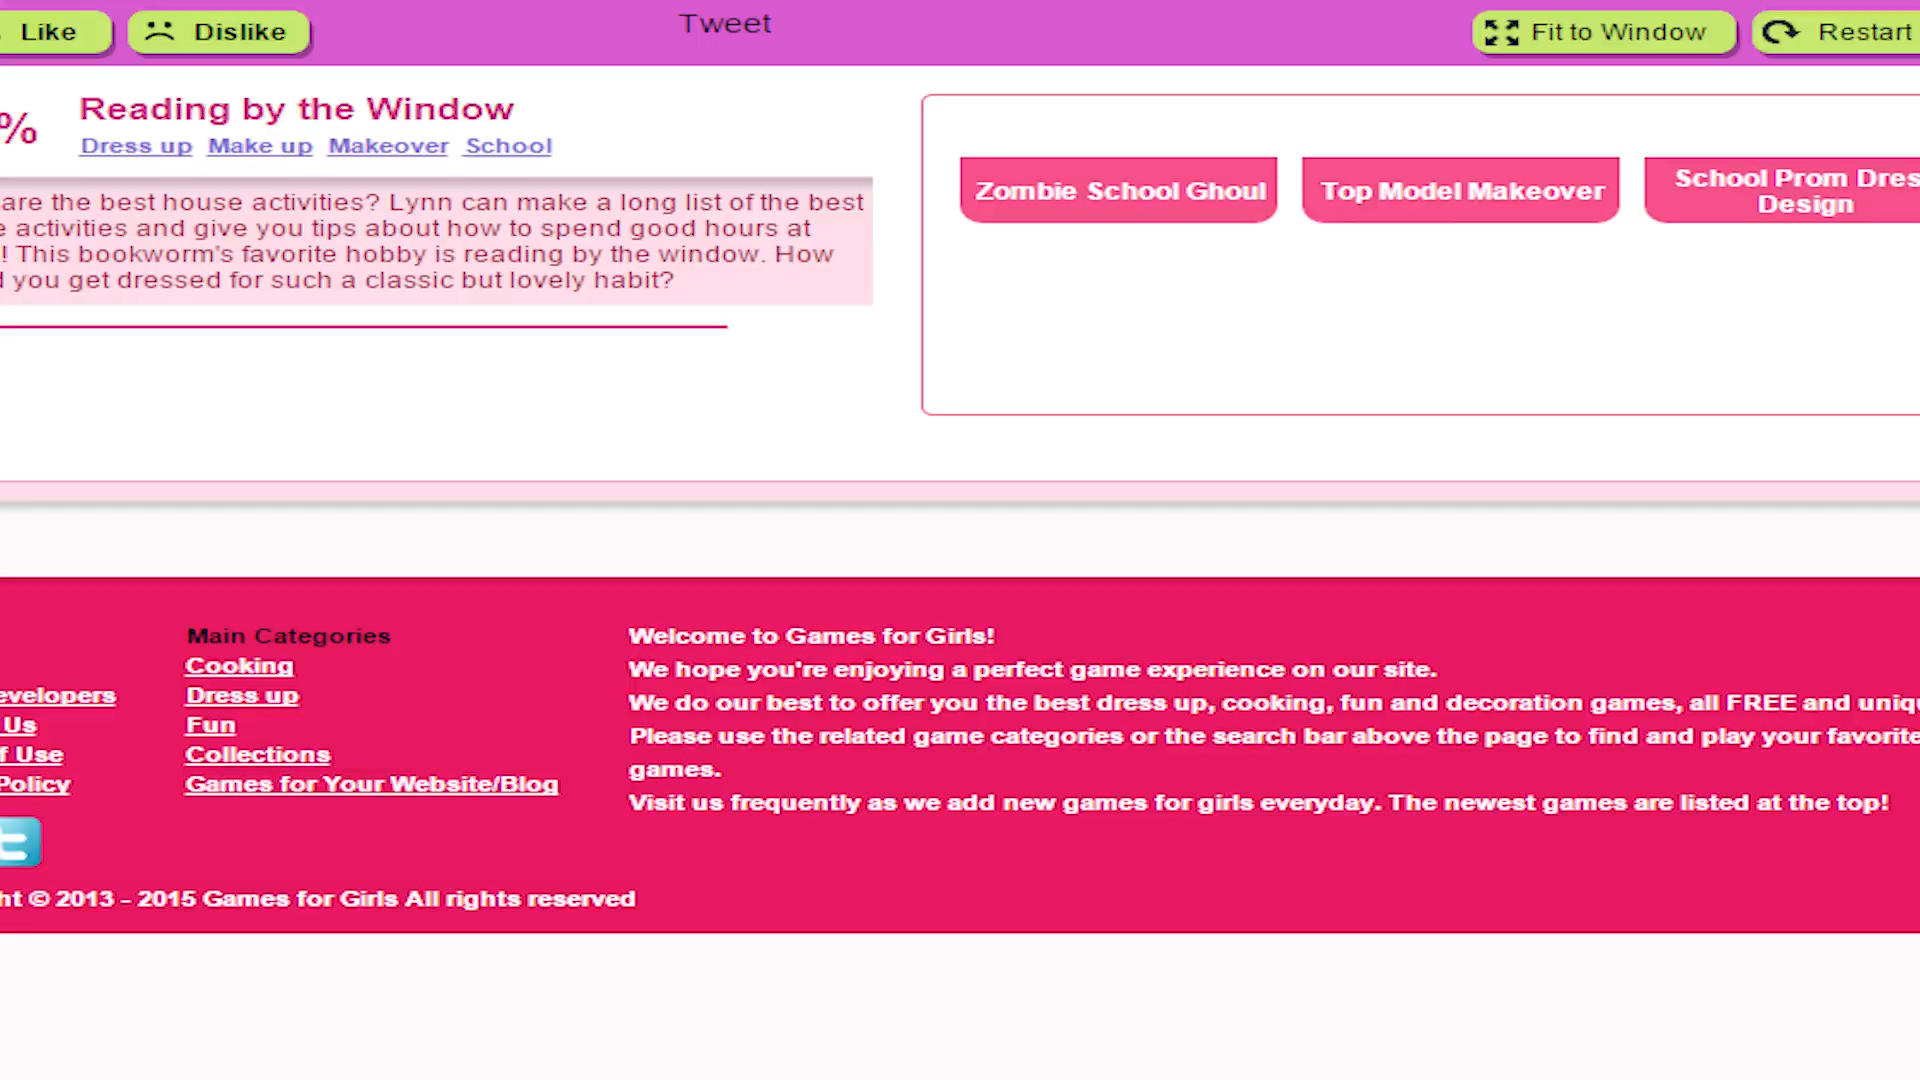 Like Dislike Tweet Fit to Window Restart
% Reading by the Window
Dress up Make up Makeover School
are the best house activities? Lynn can make a long list of the best
activities and give you tips about how to spend good hours at
! This bookworm's favorite hobby is reading by the window. How
you get dressed for such a classic but lovely habit?
Zombie School Ghoul
Top Model Makeover
School Prom
Design
Us
Use
Policy
Main Categories
Cooking
Dress up
Fun
Collections
Games for Your Website/Blog
Welcome to Games for Girls!
We hope you're enjoying a perfect game experience on our site.
We do our best to offer you the best dress up, cooking, fun and decoration games, all FREE and
Please use the related game categories or the search bar above the page to find and play your favorite
games.
Visit us frequently as we add new games for girls everyday. The newest games are listed at the top!
© 2013 - 2015 Games for Girls All rights reserved